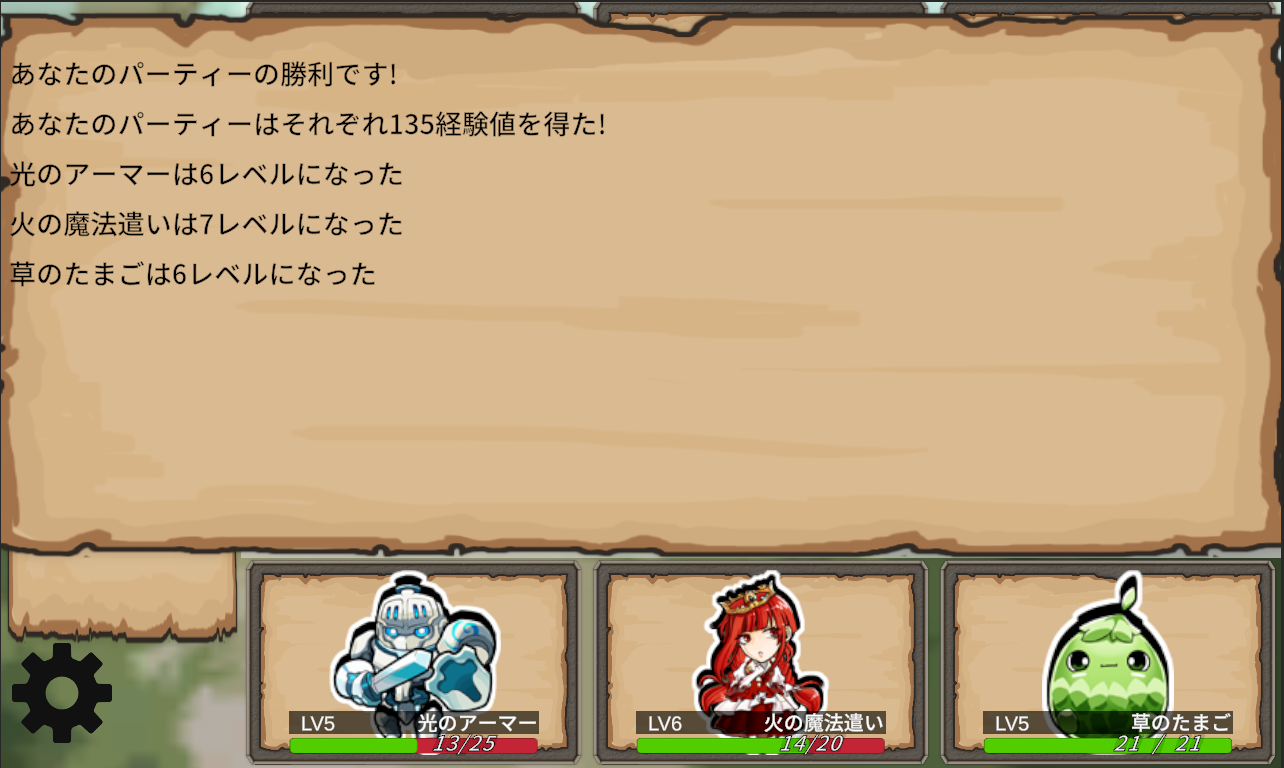 あなたのパーティーの勝利です!
あなたのパーティーはそれぞれ135経験値を得た!
光のアーマーは6レベルになった
火の魔法遣いは7レベルになった
草のたまごは6レベルになった
LV5 光のアーマー
13/25
LV6 火の魔法遣い
14/20
LV5 草のたまご
21 / 21